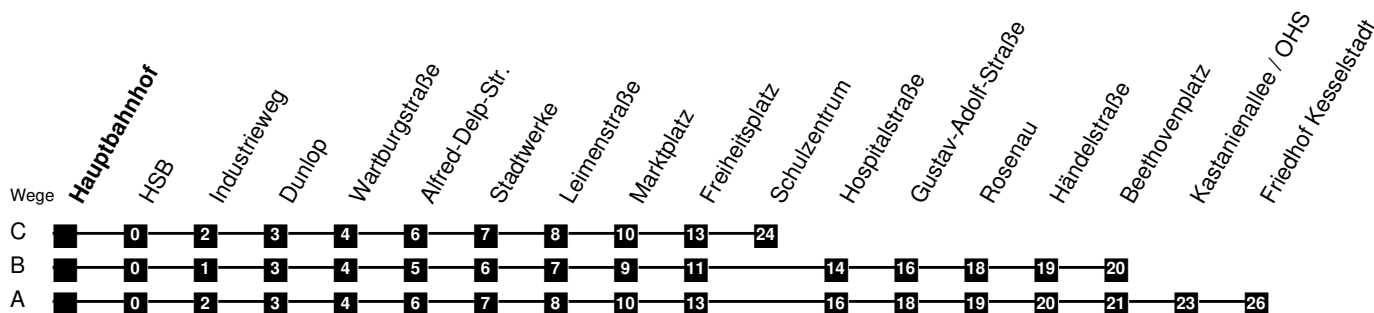 Hauptbahnhof
HSB
Industrieweg
Dunlop
Wartburgstraße
Alfred-Delp-Str.
Stadtwerke
Leimenstraße
Marktplatz
Freiheitsplatz
Schulzentrum
Hospitalstraße
Gustav-Adolf-Straße
Rosenau
Händelstraße
Beethovenplatz
Kastanienallee / OHS
Friedhof Kesselstadt
Wege
C 0 2 3 4 6 7 8 10 13 24
B 0 1 3 4 5 6 7 9 11 14 16 18 19 20
A 0 2 3 4 6 7 8 10 13 16 18 19 20 21 23 26